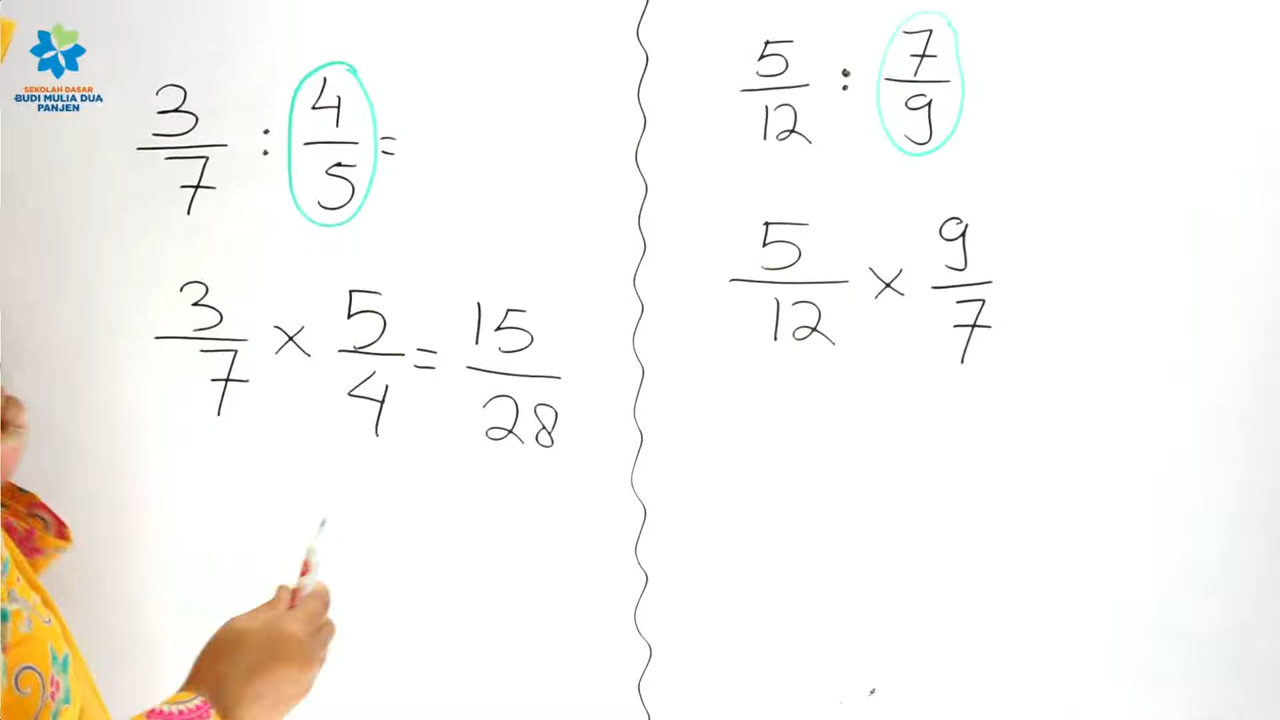 SEKOLAH DASAR
BUDI MULIA DUA
PANJEN
3/7 : 4/5 =
3/7 × 5/4 = 15/28
5/12 : 7/9
5/12 × 9/7